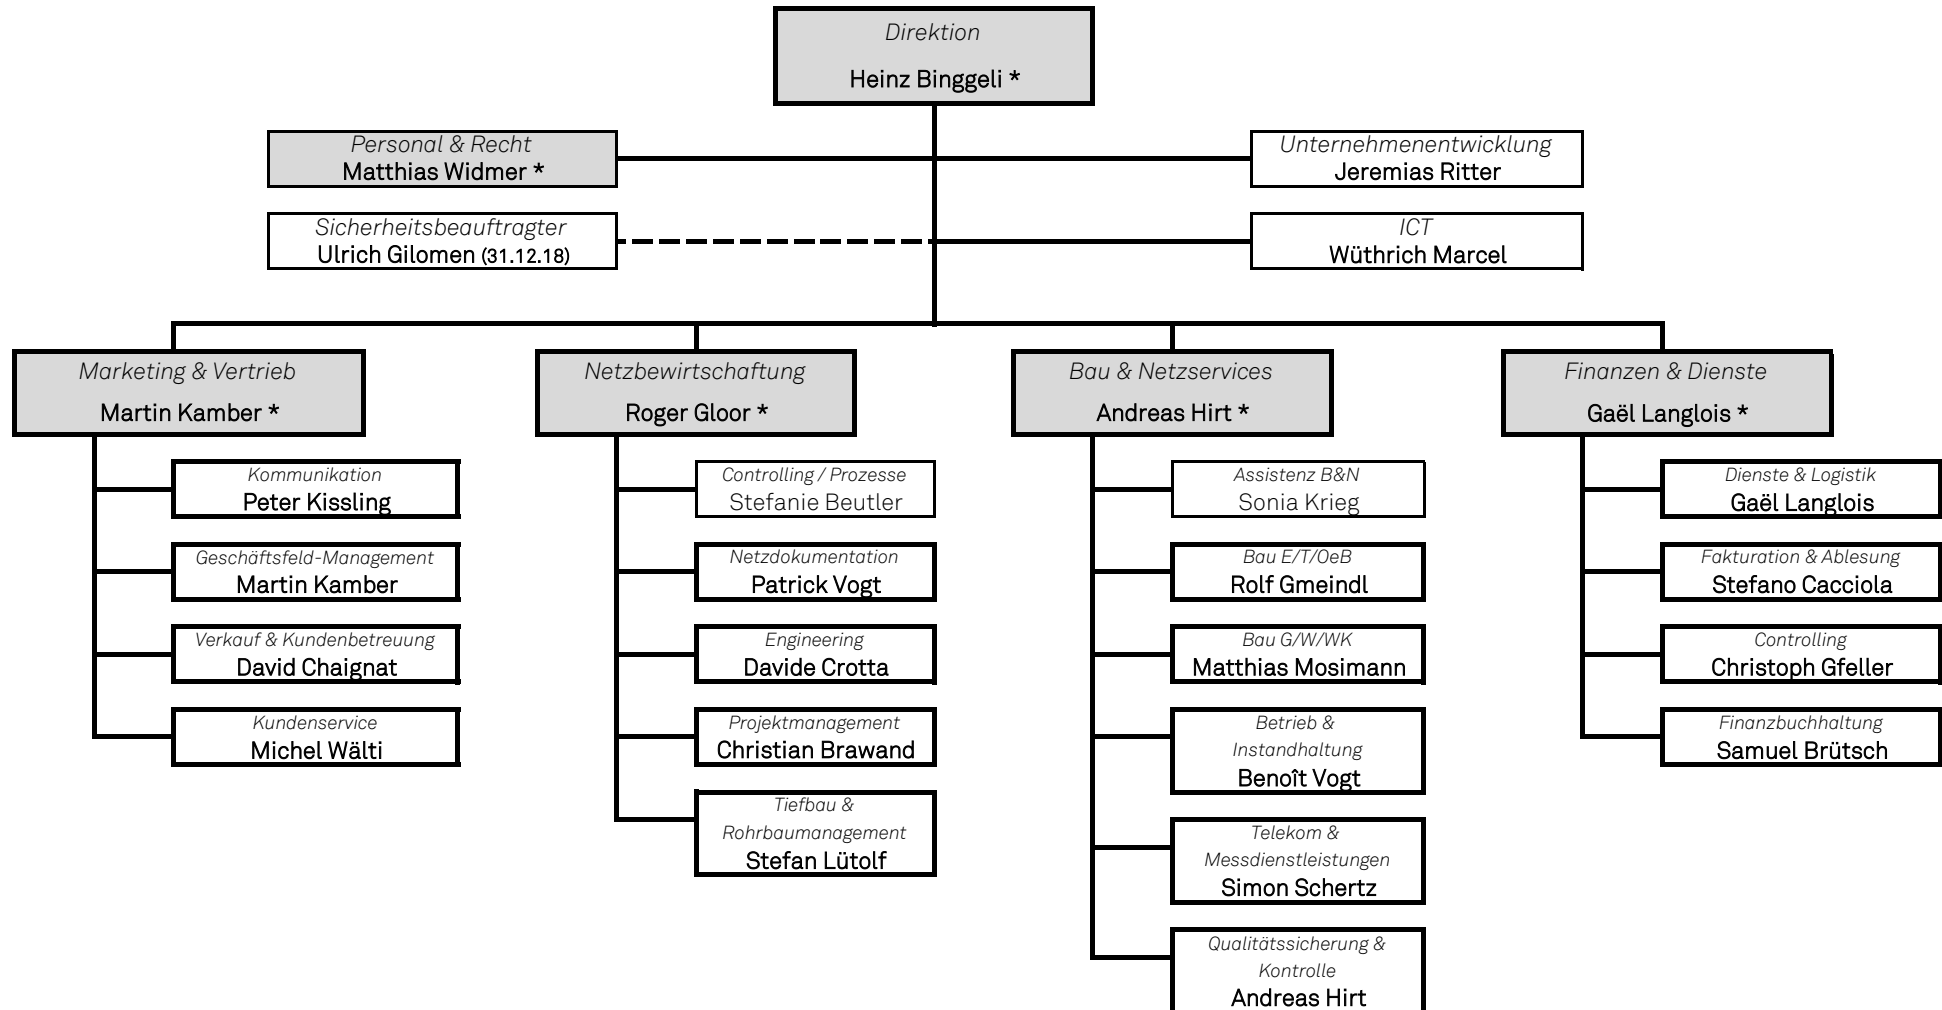 Direktion
Heinz Binggeli *
Personal & Recht
Matthias Widmer *
Unternehmenentwicklung
Jeremias Ritter
Sicherheitsbeauftragter
Ulrich Gilomen (31.12.18)
ICT
Wüthrich Marcel
Marketing & Vertrieb
Martin Kamber *
Kommunikation
Peter Kissling
Geschäftsfeld-Management
Martin Kamber
Verkauf & Kundenbetreuung
David Chaignat
Kundenservice
Michel Wälti
Netzbewirtschaftung
Roger Gloor *
Controlling / Prozesse
Stefanie Beutler
Netzdokumentation
Patrick Vogt
Engineering
Davide Crotta
Projektmanagement
Christian Brawand
Tiefbau &
Rohrbaumanagement
Stefan Lütolf
Bau & Netzservices
Andreas Hirt *
Assistenz B&N
Sonia Krieg
Bau E/T/OeB
Rolf Gmeindl
Bau G/W/WK
Matthias Mosimann
Betrieb &
Instandhaltung
Benoît Vogt
Telekom &
Messdienstleistungen
Simon Schertz
Qualitätssicherung &
Kontrolle
Andreas Hirt
Finanzen & Dienste
Gaël Langlois *
Dienste & Logistik
Gaël Langlois
Fakturation & Ablesung
Stefano Cacciola
Controlling
Christoph Gfeller
Finanzbuchhaltung
Samuel Brütsch